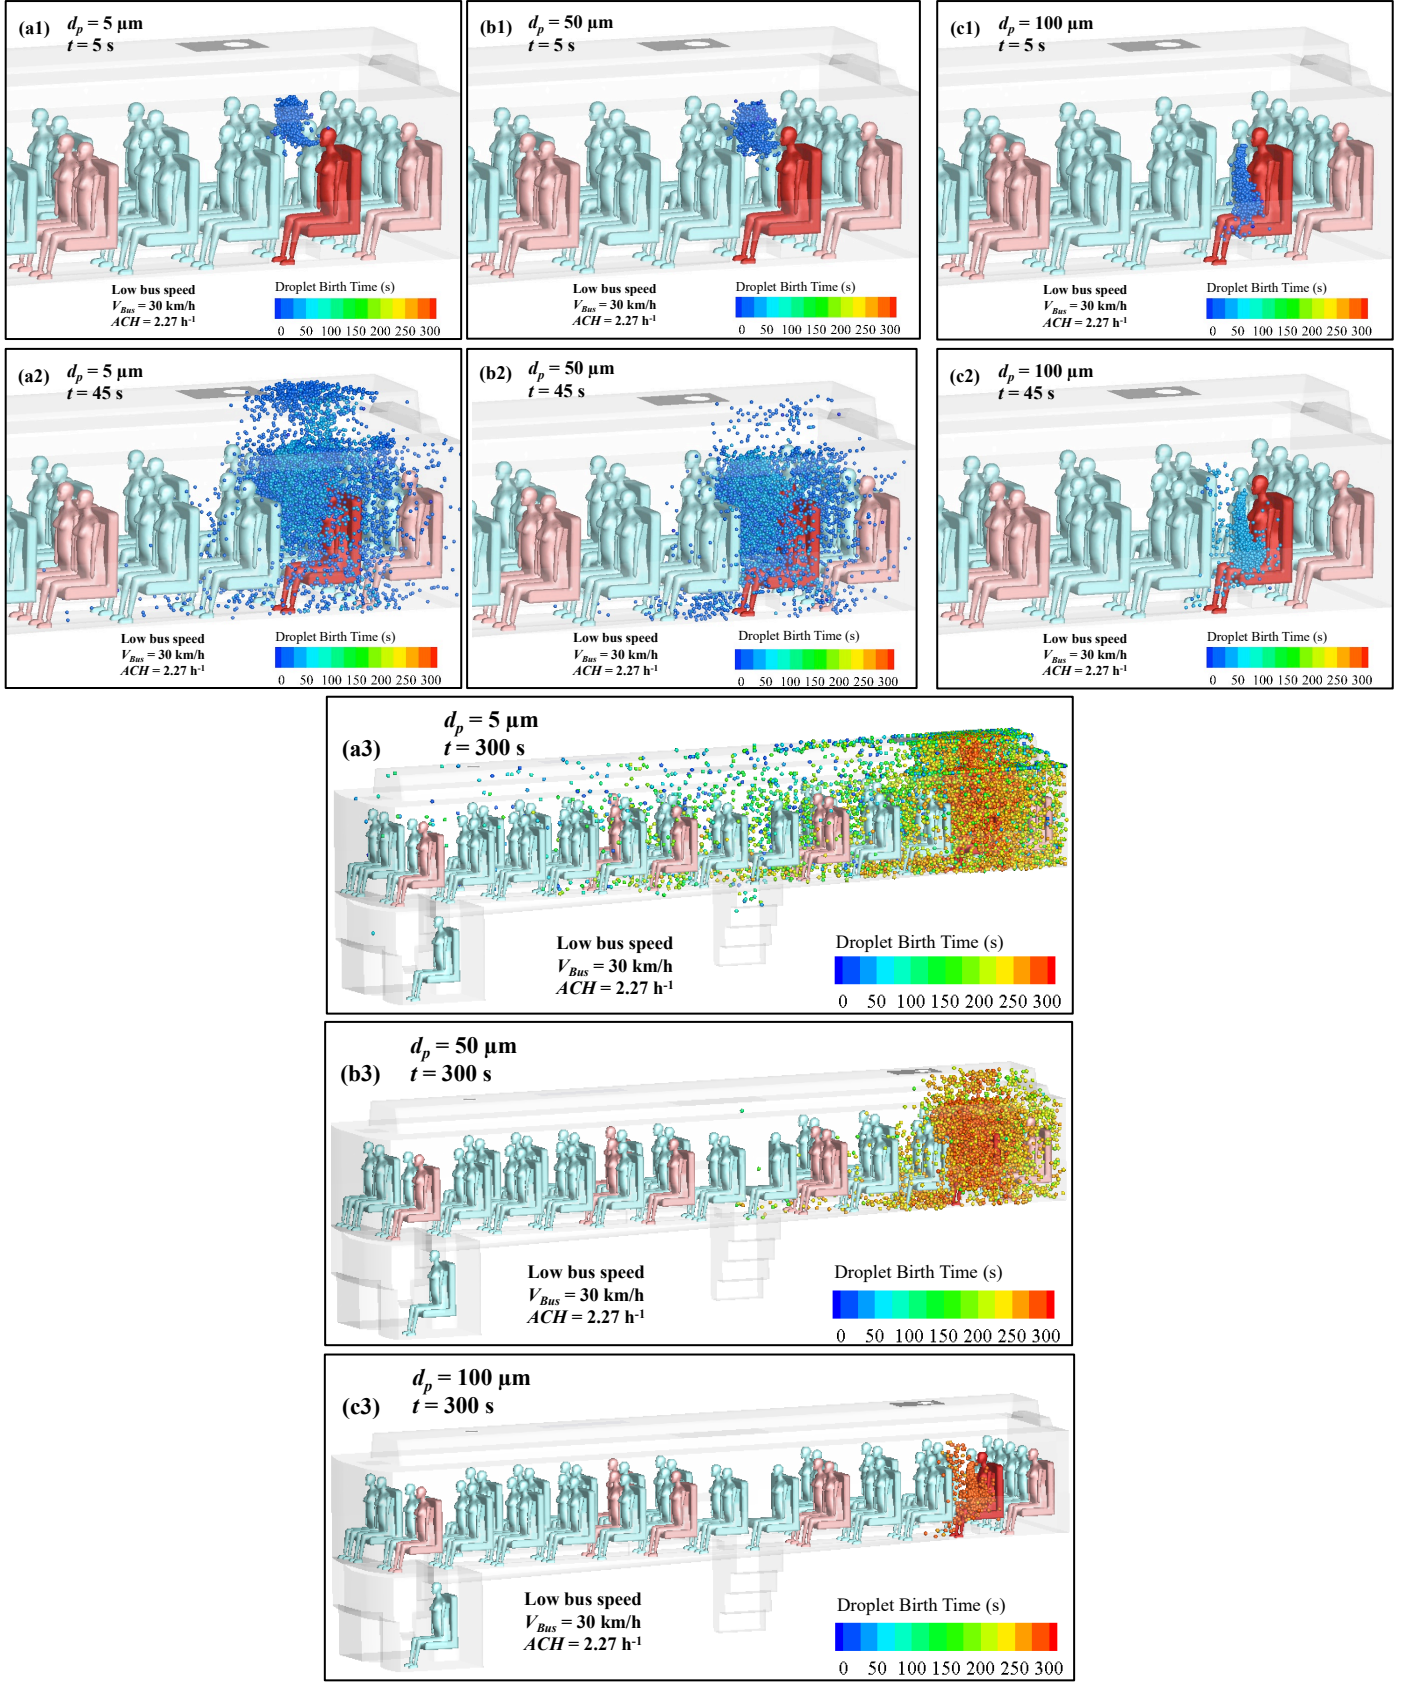 (a1) dp = 5 µm
t = 5 s
Low bus speed
VBus = 30 km/h
ACH = 2.27 h-1
Droplet Birth Time (s)
0 50 100 150 200 250 300
(b1) dp = 50 µm
t = 5 s
Low bus speed
VBus = 30 km/h
ACH = 2.27 h-1
Droplet Birth Time (s)
0 50 100 150 200 250 300
(c1) dp = 100 µm
t = 5 s
Low bus speed
VBus = 30 km/h
ACH = 2.27 h-1
Droplet Birth Time (s)
0 50 100 150 200 250 300
(a2) dp = 5 µm
t = 45 s
Low bus speed
VBus = 30 km/h
ACH = 2.27 h-1
Droplet Birth Time (s)
0 50 100 150 200 250 300
(b2) dp = 50 µm
t = 45 s
Low bus speed
VBus = 30 km/h
ACH = 2.27 h-1
Droplet Birth Time (s)
0 50 100 150 200 250 300
(c2) dp = 100 µm
t = 45 s
Low bus speed
VBus = 30 km/h
ACH = 2.27 h-1
Droplet Birth Time (s)
0 50 100 150 200 250 300
(a3) dp = 5 µm
t = 300 s
Low bus speed
VBus = 30 km/h
ACH = 2.27 h-1
Droplet Birth Time (s)
0 50 100 150 200 250 300
(b3) dp = 50 µm
t = 300 s
Low bus speed
VBus = 30 km/h
ACH = 2.27 h-1
Droplet Birth Time (s)
0 50 100 150 200 250 300
(c3) dp = 100 µm
t = 300 s
Low bus speed
VBus = 30 km/h
ACH = 2.27 h-1
Droplet Birth Time (s)
0 50 100 150 200 250 300